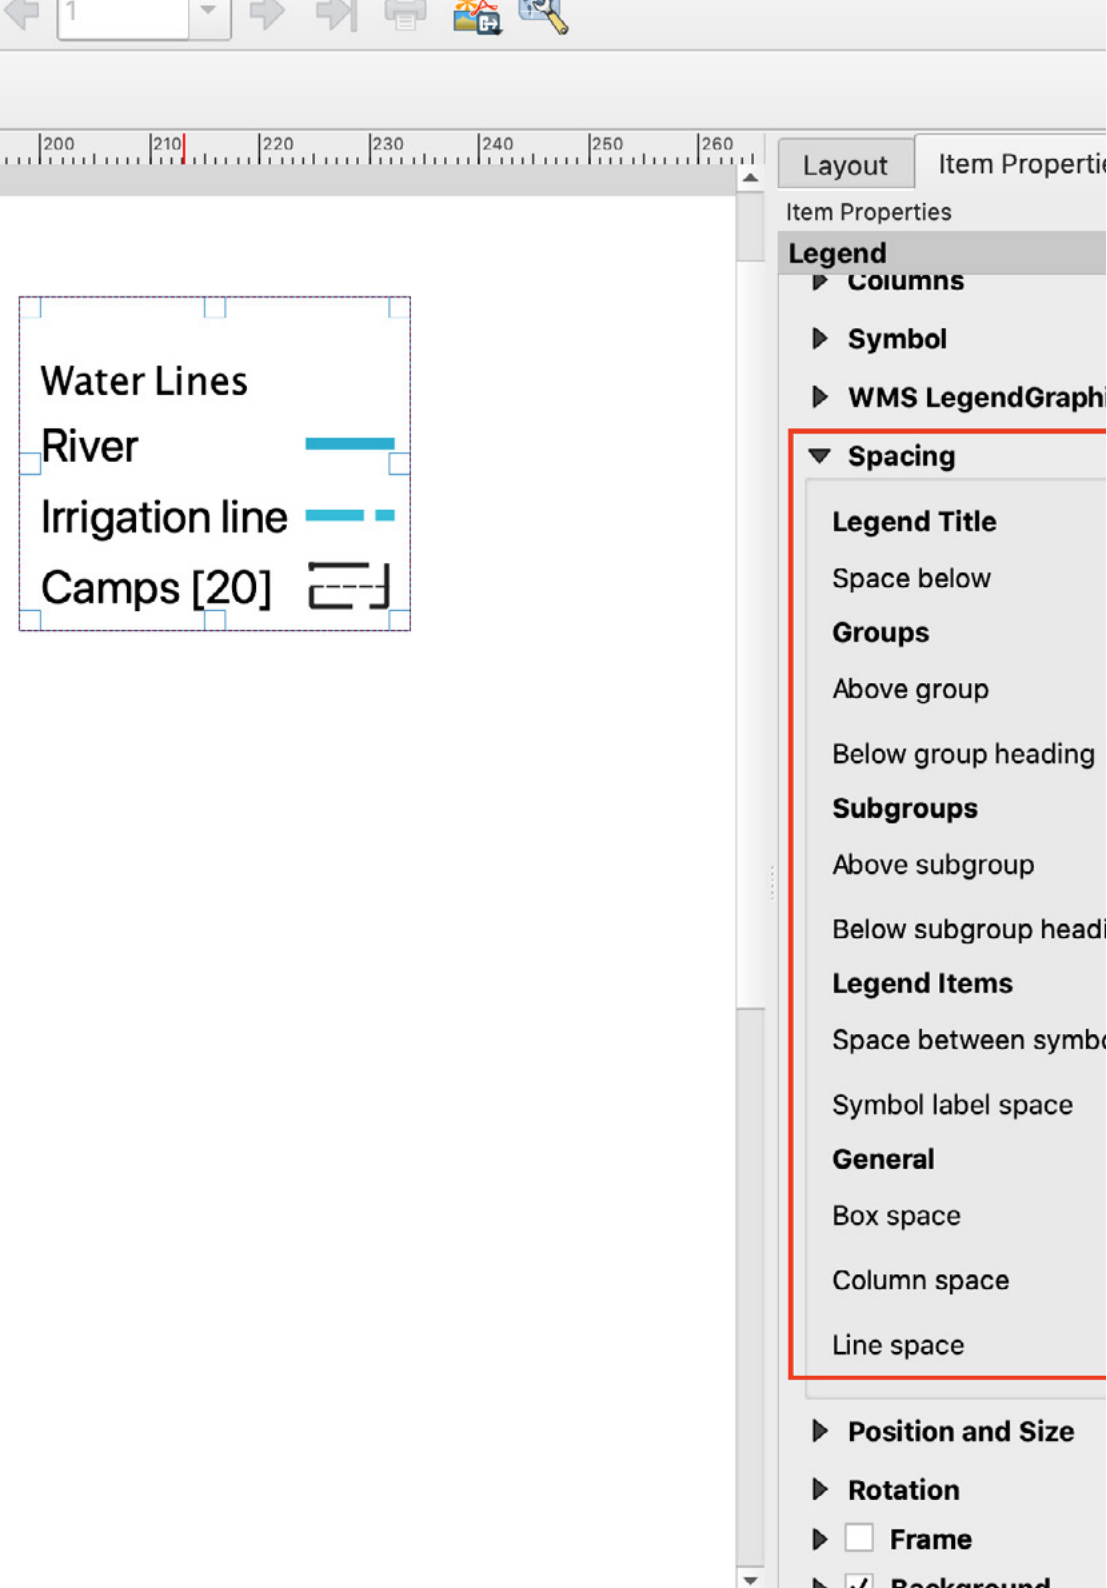 1
200 210 220 230 240 250 260
Layout Item Properti
Item Properties
Legend
Columns
Symbol
WMS LegendGraphi
Spacing
Legend Title
Space below
Groups
Above group
Below group heading
Subgroups
Above subgroup
Below subgroup headi
Legend Items
Space between symbo
Symbol label space
General
Box space
Column space
Line space
Position and Size
Rotation
Frame
Background
Water Lines
River
Irrigation line
Camps [20]